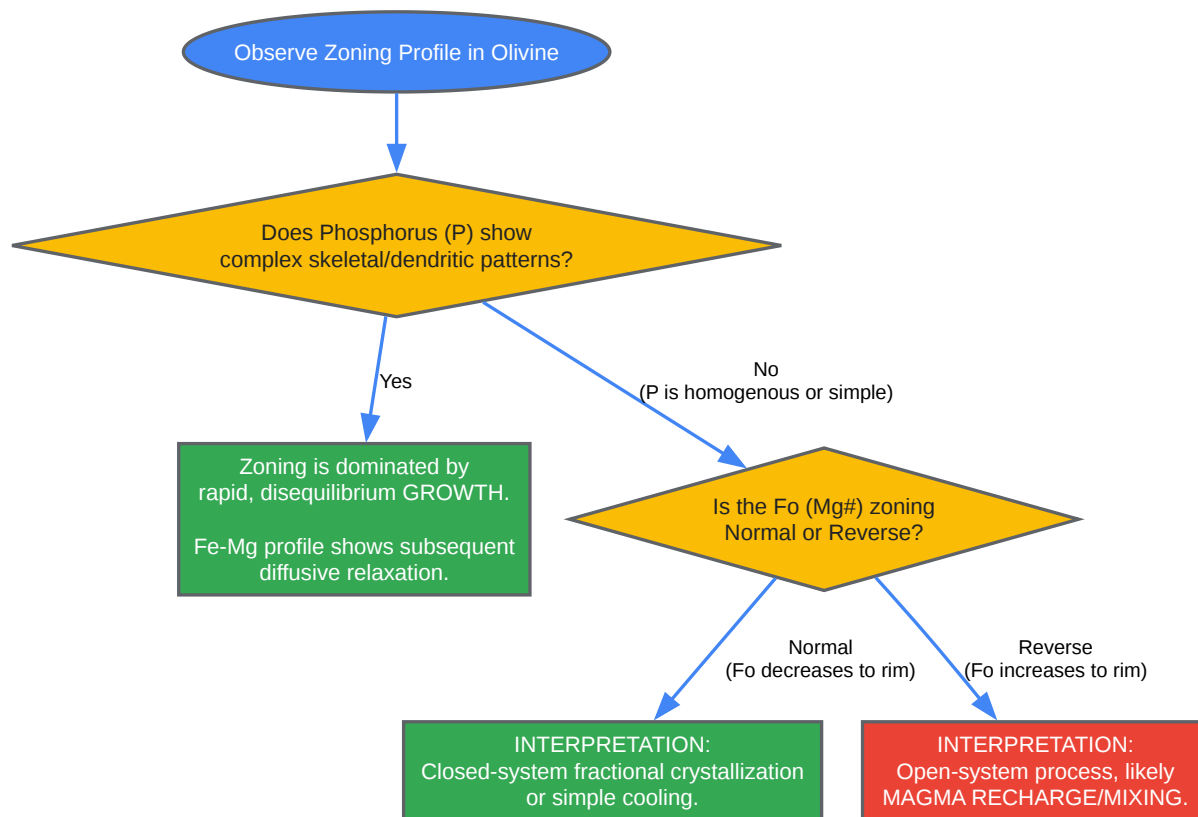 Observe Zoning Profile in Olivine
Does Phosphorus (P) show
complex skeletal/dendritic patterns?
Yes
No
(P is homogenous or simple)
Zoning is dominated by
rapid, disequilibrium GROWTH.
Fe-Mg profile shows subsequent
diffusive relaxation.
Is the Fo (Mg#) zoning
Normal or Reverse?
Normal
(Fo decreases to rim)
Reverse
(Fo increases to rim)
INTERPRETATION:
Closed-system fractional crystallization
or simple cooling.
INTERPRETATION:
Open-system process, likely
MAGMA RECHARGE/MIXING.